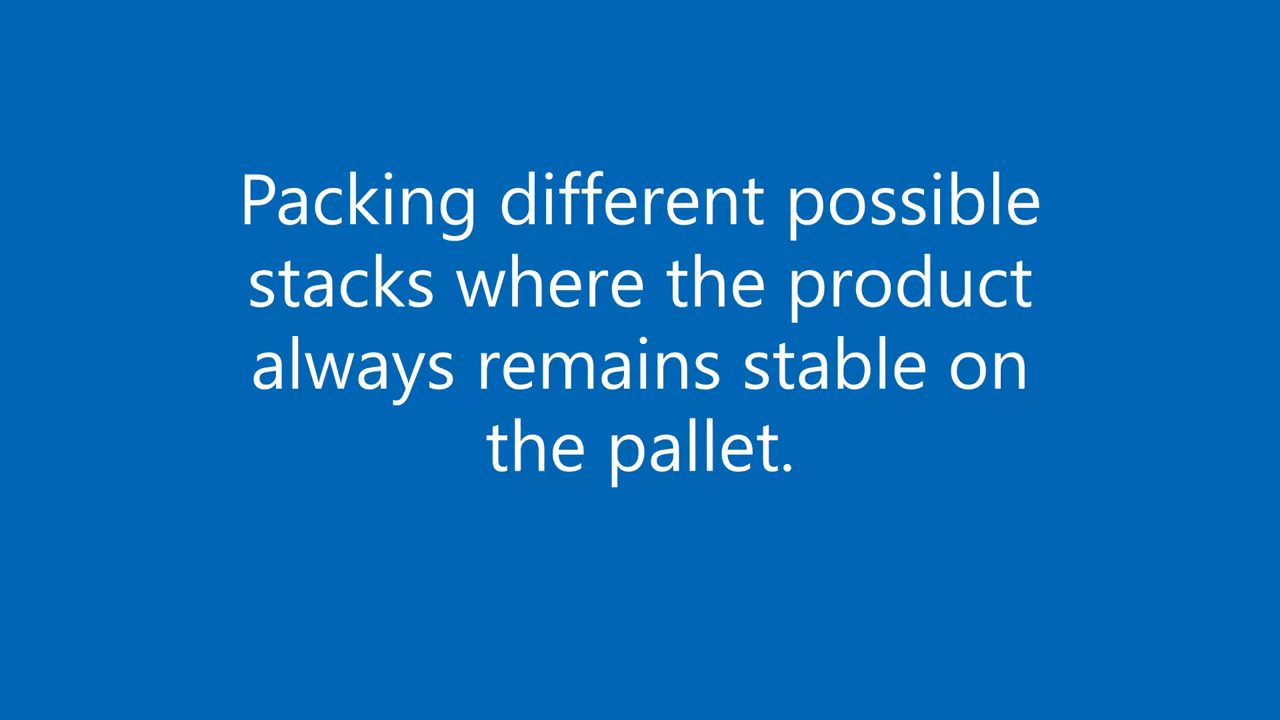 Packing different possible
stacks where the product
always remains stable on
the pallet.